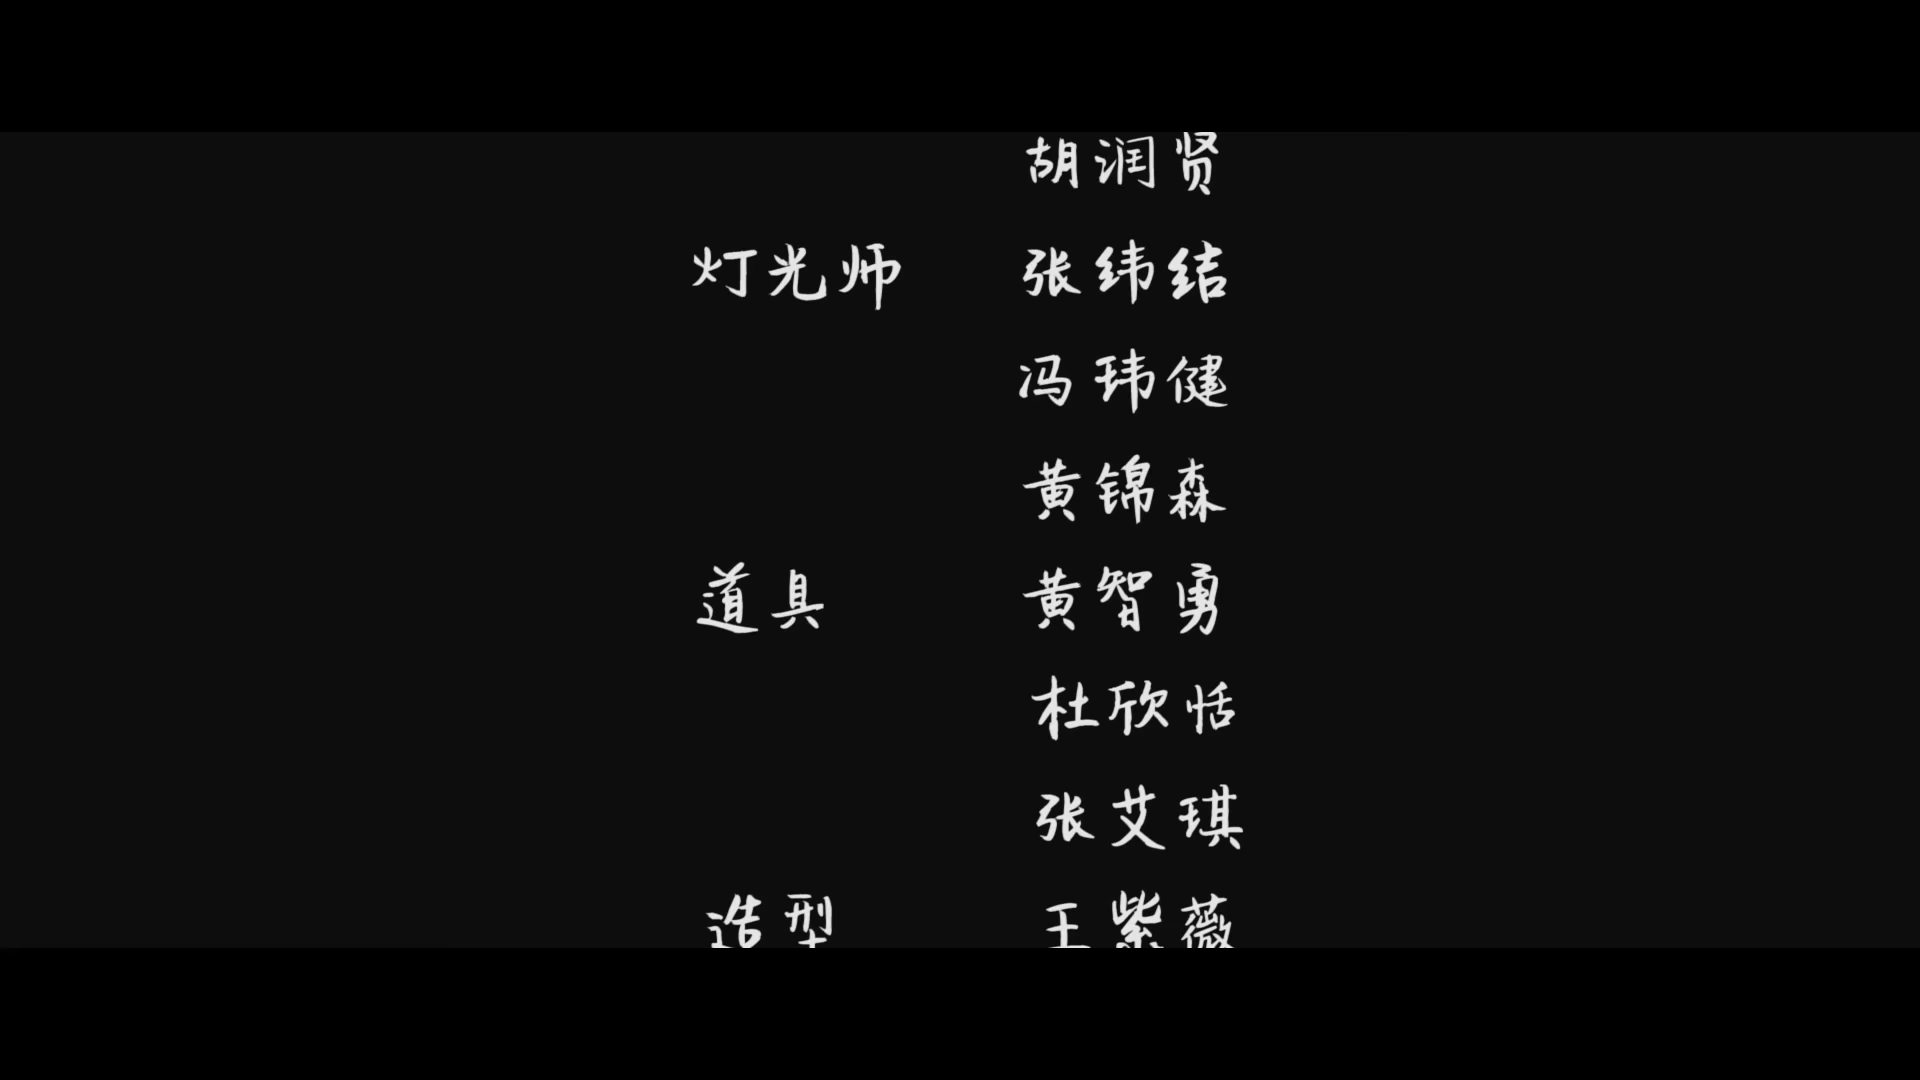 胡润贤
灯光师 张纬结
冯玮健
黄锦森
道具 黄智勇
杜欣恬
张艾琪
造型 王紫薇